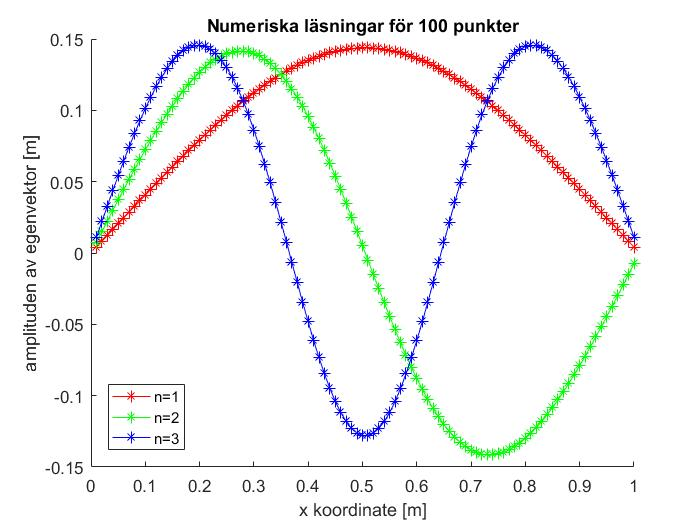 Numeriska läsningar för 100 punkter
amplituden av egenvektor [m]
0.15
0.1
0.05
0
-0.05
-0.1
-0.15
n=1
n=2
n=3
0 0.1 0.2 0.3 0.4 0.5 0.6 0.7 0.8 0.9 1
x koordinate [m]